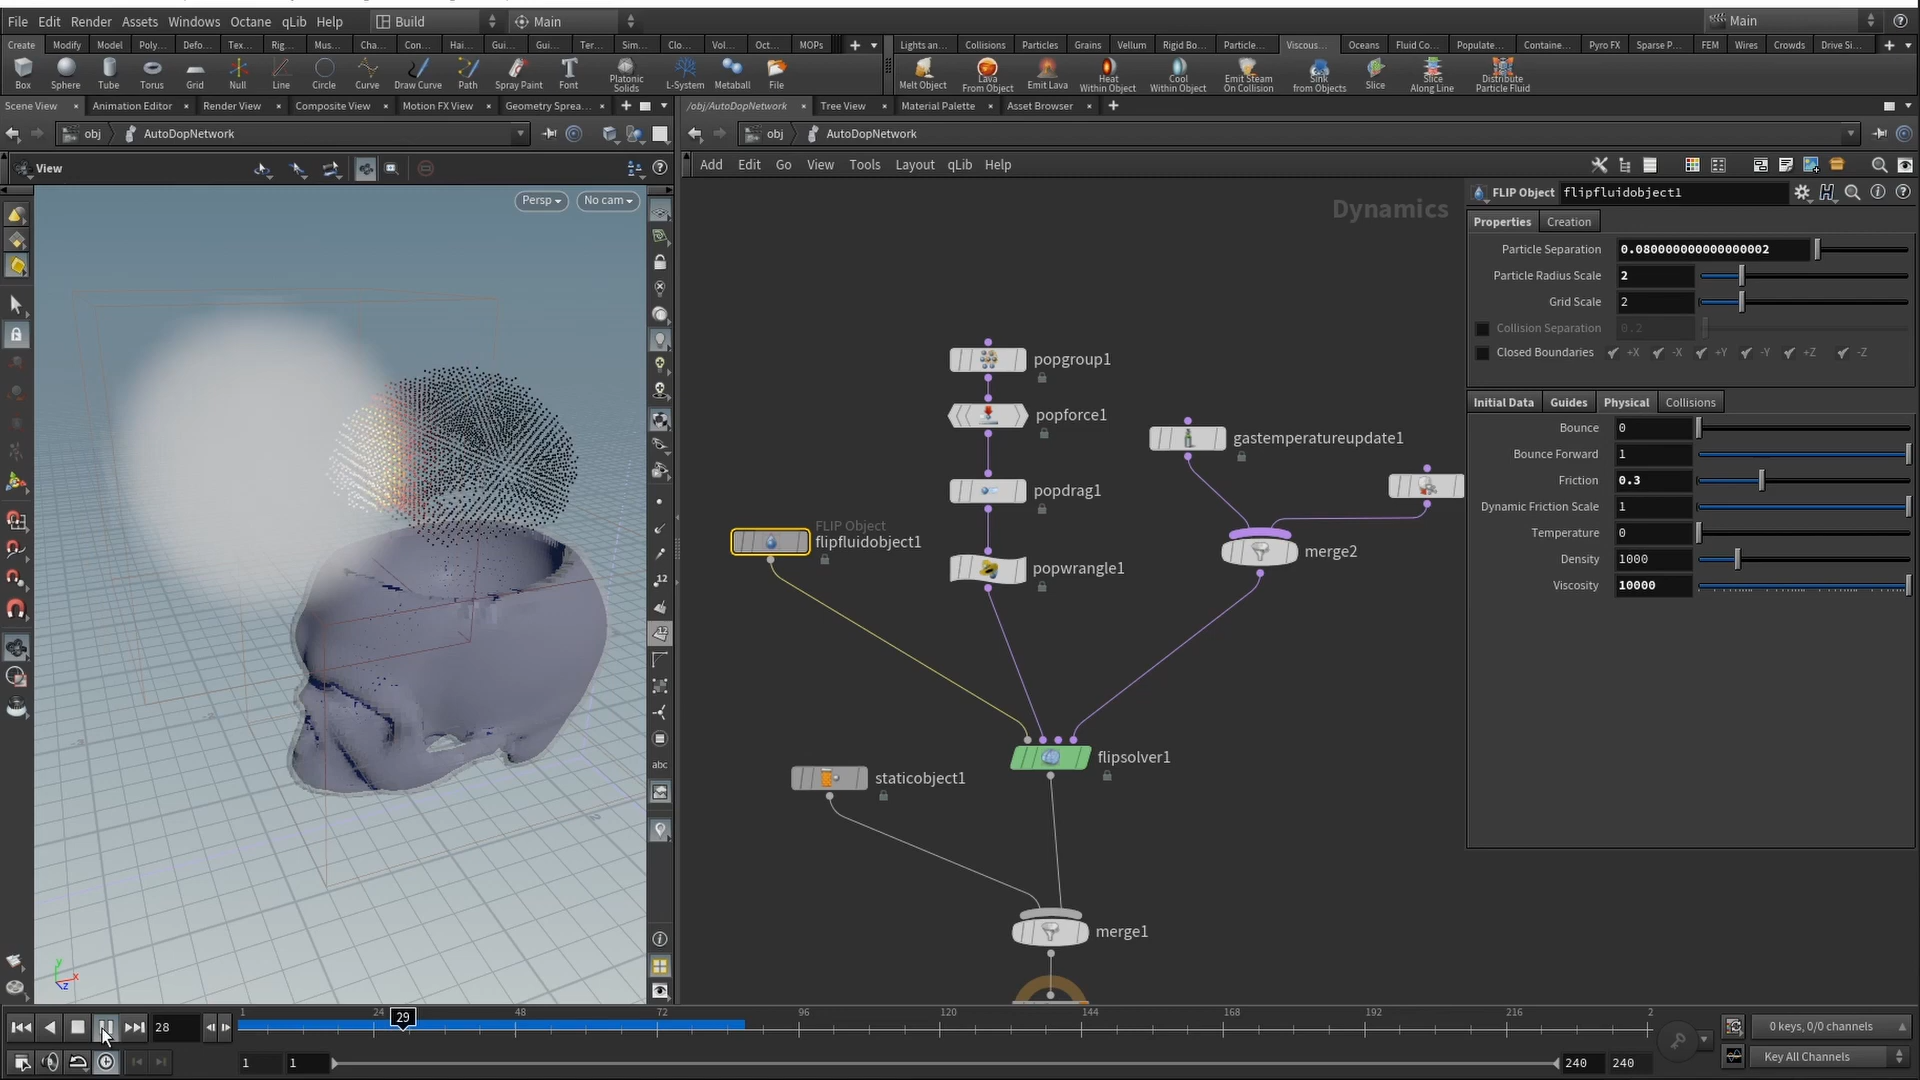 File Edit Render Assets Windows Octane qLib Help Build Main Main
Create Modify Model Poly... Defo... Tex... Rig... Mus... Cha... Con... Hai... Gui... Gui... Ter... Sim... Clo... Vol... Oct... MOPs
Lights an... Collisions Particles Grains Vellum Rigid Bo... Particle... Viscous... Oceans Fluid Co... Populate... Containe... Pyro FX Sparse P... FEM Wires Crowds Drive Si...
Box Sphere Tube Torus Grid Null Line Circle Curve Draw Curve Path Spray Paint Font Platonic Solids L-System Metaball File
Melt Object Lava From Object Emit Lava Heat Within Object Cool Within Object Emit Steam On Collision Sink from Objects Slice Slice Along Line Distribute Particle Fluid
Scene View Animation Editor Render View Composite View Motion FX View Geometry Sprea...
/obj/AutoDopNetwork Tree View Material Palette Asset Browser
obj AutoDopNetwork
obj AutoDopNetwork
View
Add Edit Go View Tools Layout qLib Help
Persp No cam
Dynamics
FLIP Object flipfluidobject1
Properties Creation
Particle Separation 0.080000000000000002
Particle Radius Scale 2
Grid Scale 2
Collision Separation 0.2
Closed Boundaries +X -X +Y -Y +Z -Z
Initial Data Guides Physical Collisions
Bounce 0
Bounce Forward 1
Friction 0.3
Dynamic Friction Scale 1
Temperature 0
Density 1000
Viscosity 10000
popgroup1
popforce1
gastemperatureupdate1
popdrag1
FLIP Object
flipfluidobject1
merge2
popwrangle1
flipsolver1
staticobject1
merge1
12
12
abc
y
x
z
28
1 24 29 48 72 96 120 144 168 192 216 2
0 keys, 0/0 channels
1 1 240 240
Key All Channels